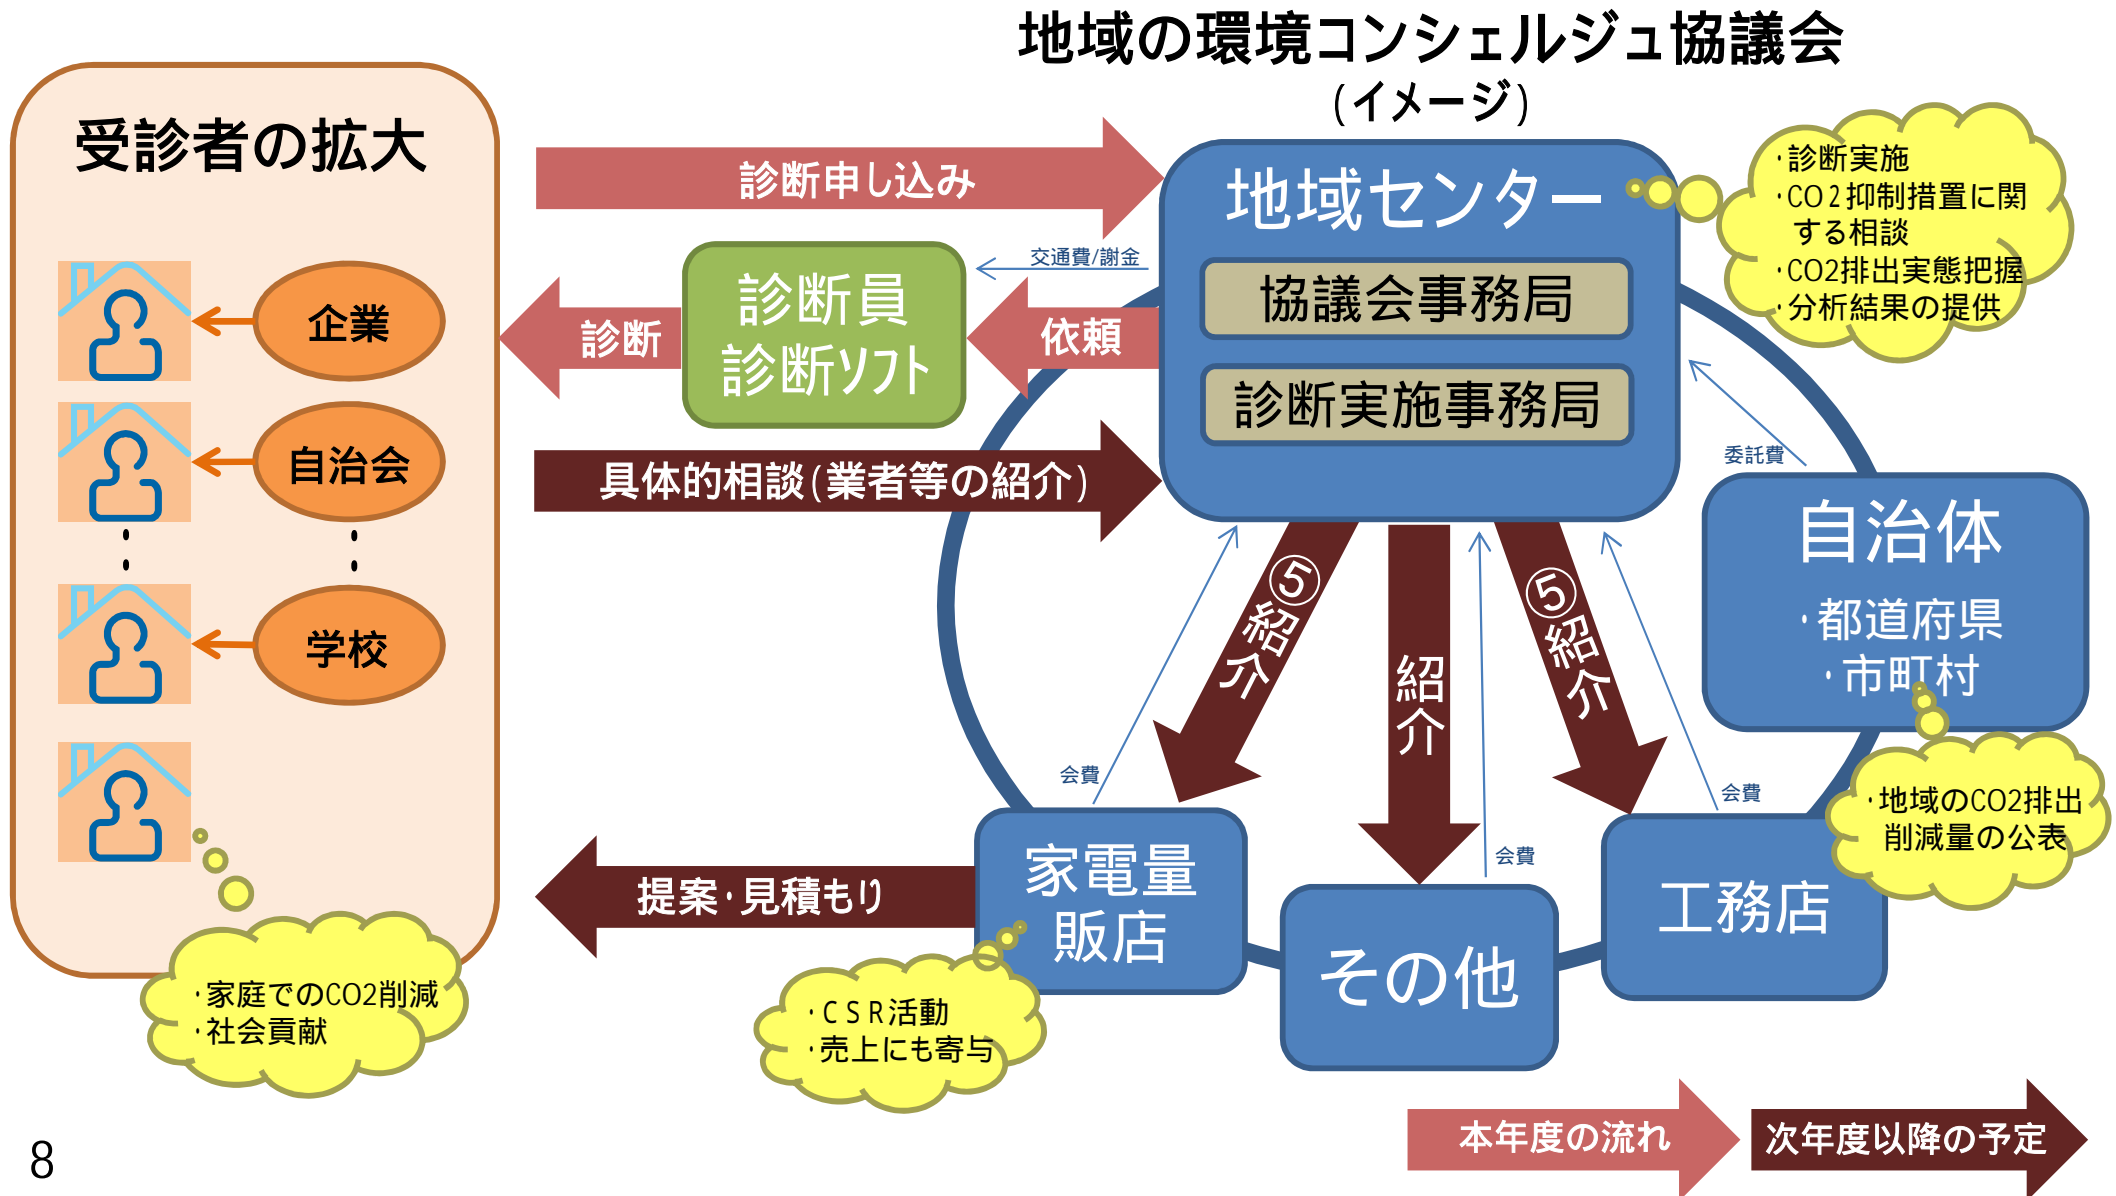 地域の環境コンシェルジュ協議会
(イメージ)
受診者の拡大
企業
自治会
学校
・家庭でのCO2削減
・社会貢献
診断申し込み
交通費/謝金
診断員
診断ソフト
診断
依頼
具体的相談(業者等の紹介)
地域センター
協議会事務局
診断実施事務局
・診断実施
・CO2抑制措置に関
する相談
・CO2排出実態把握
・分析結果の提供
委託費
自治体
・都道府県
・市町村
・地域のCO2排出
削減量の公表
⑤紹介
紹介
⑤紹介
会費
会費
会費
提案・見積もり
家電量
販店
その他
工務店
・CSR活動
・売上にも寄与
本年度の流れ
次年度以降の予定
8